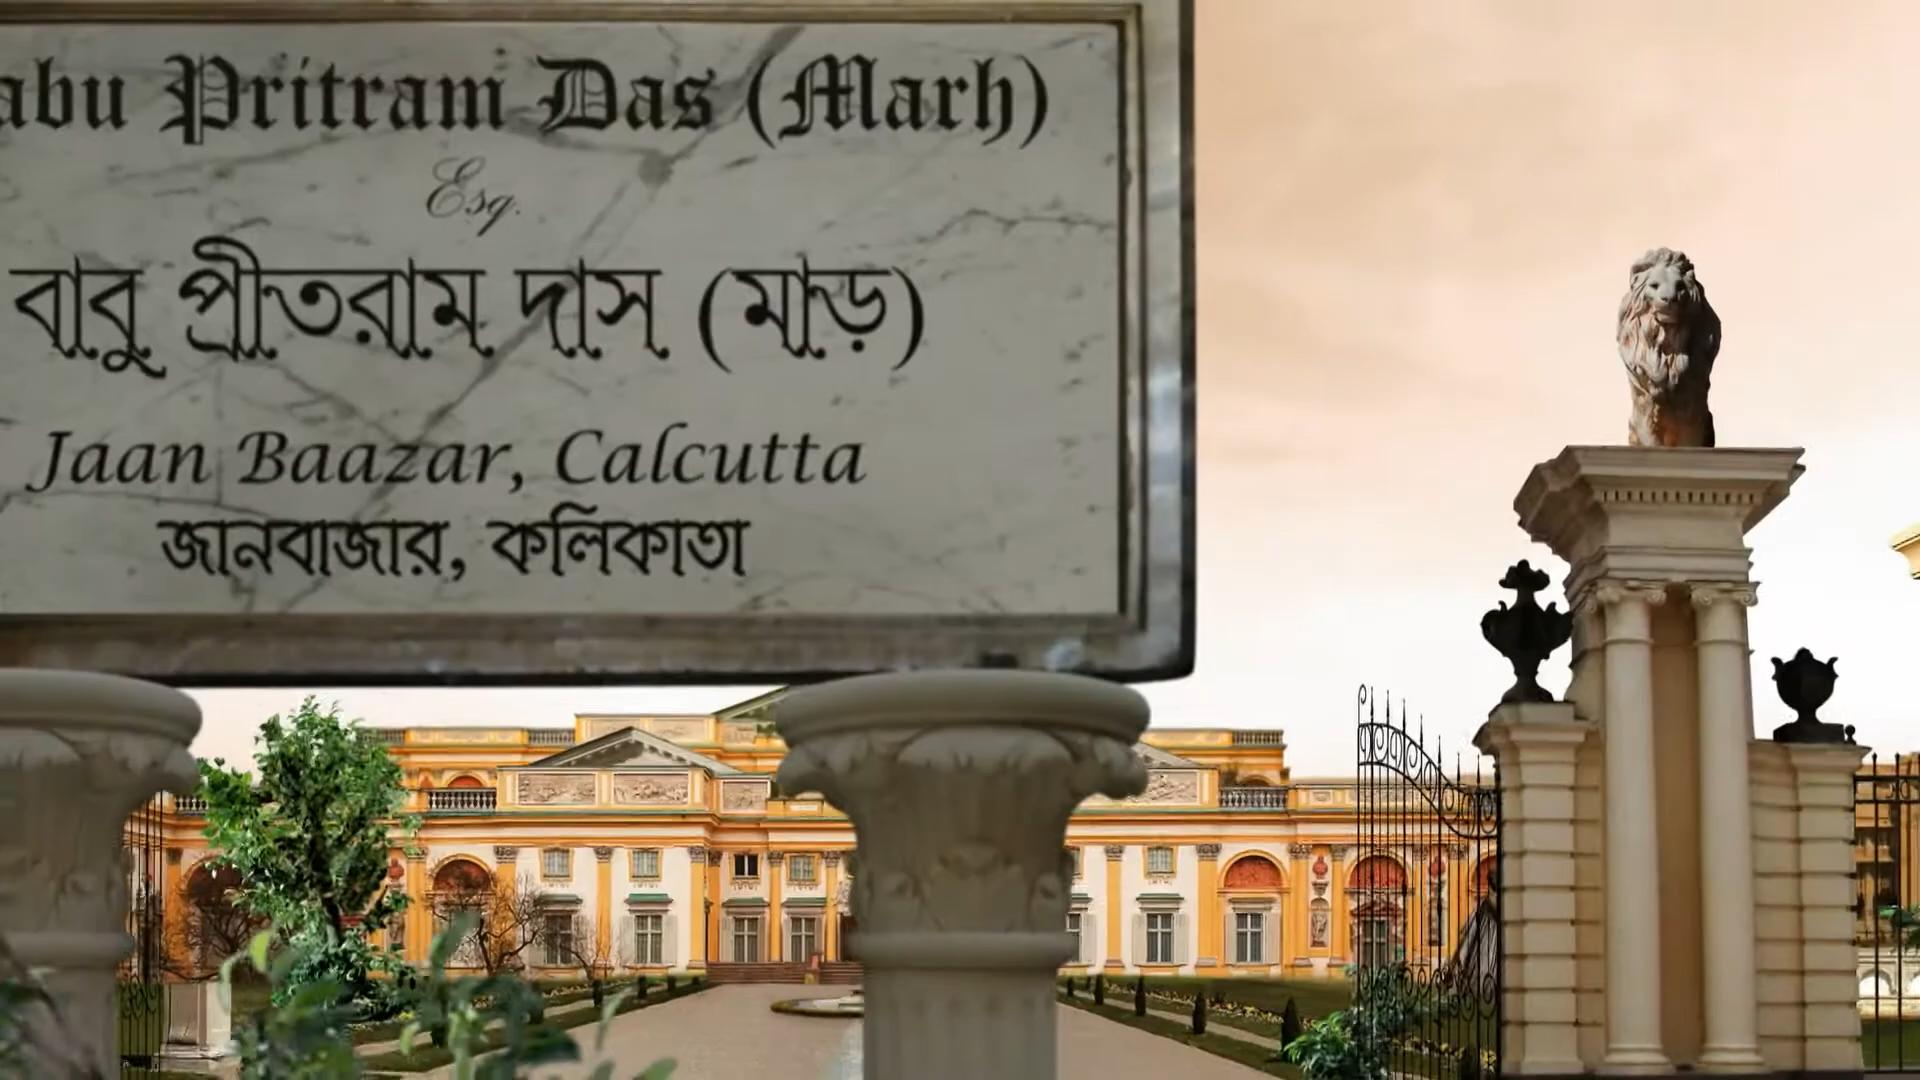 abu Pritram Das (Marh)
Esq.
বাবু প্রীতরাম দাস (মাড়)
Jaan Baazar, Calcutta
জানবাজার, কলিকাতা